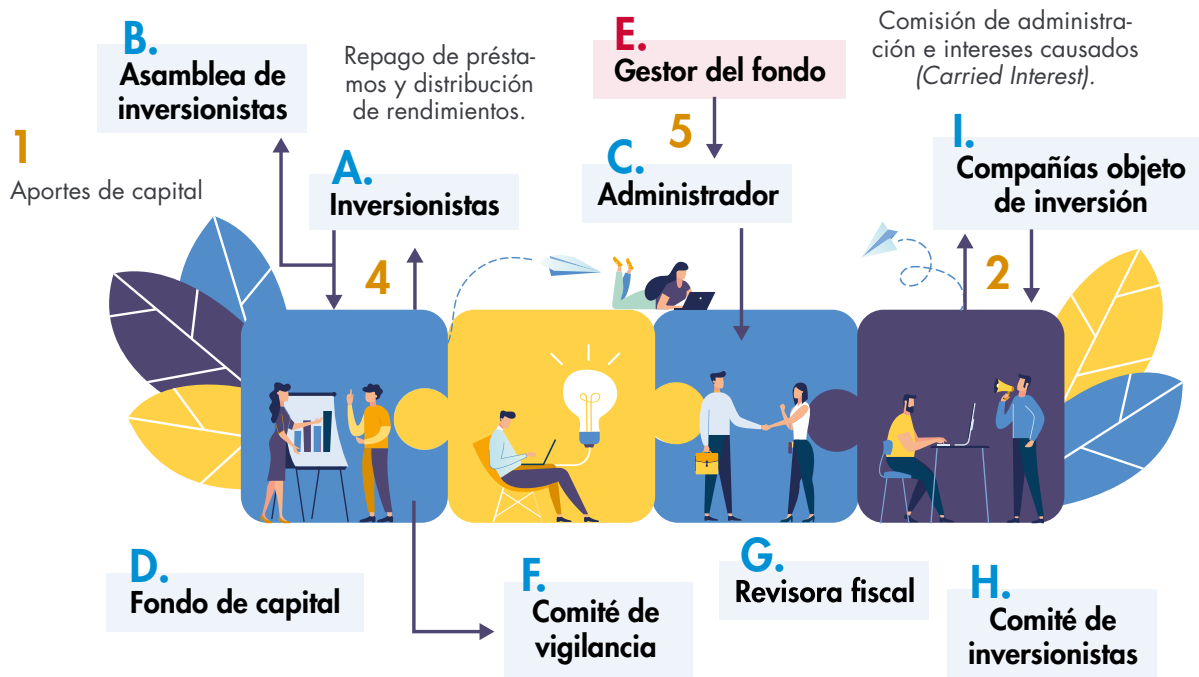 B.
Asamblea de
inversionistas
Repago de présta-
mos y distribución
de rendimientos.
E.
Gestor del fondo
Comisión de administra-
ción e intereses causados
(Carried Interest).
1
Aportes de capital
A.
Inversionistas
5
C.
Administrador
I.
Compañías objeto
de inversión
4
2
D.
Fondo de capital
F.
Comité de
vigilancia
G.
Revisora fiscal
H.
Comité de
inversionistas